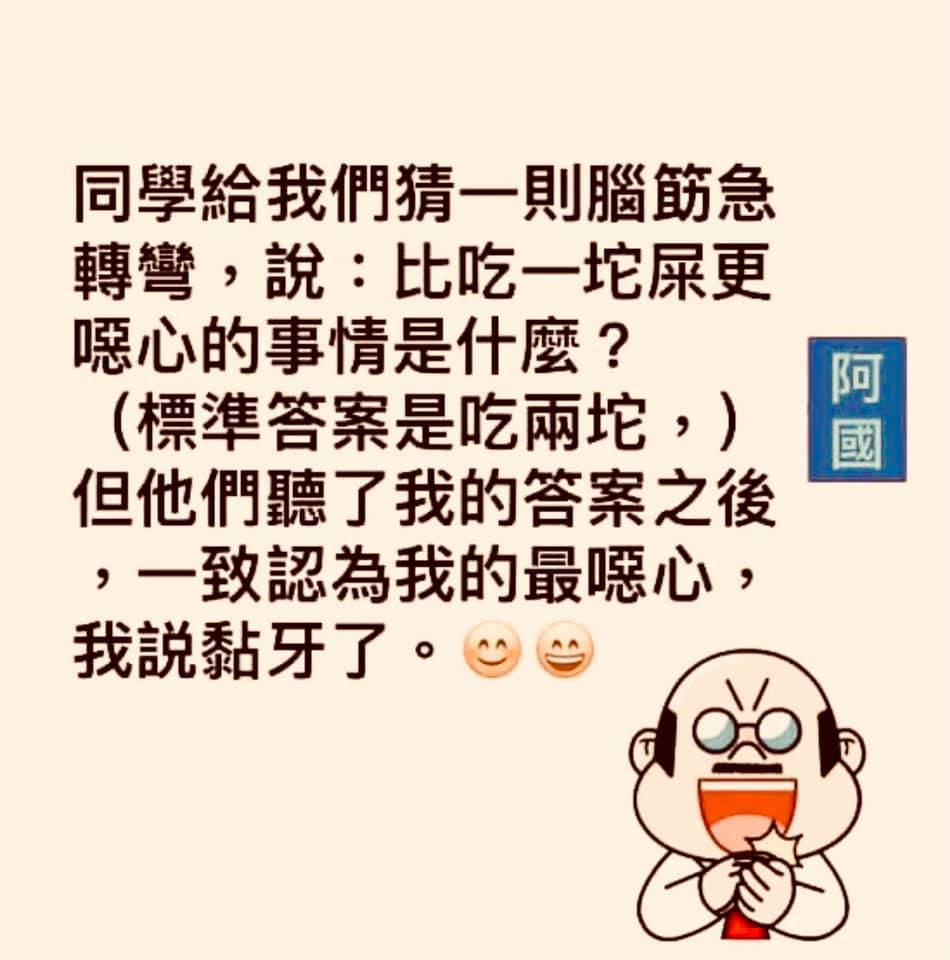 同學給我們猜一則腦筋急
轉彎，說：比吃一坨屎更
噁心的事情是什麼？
（標準答案是吃兩坨，）
但他們聽了我的答案之後
，一致認為我的最噁心，
我説黏牙了。😊😄
阿
國